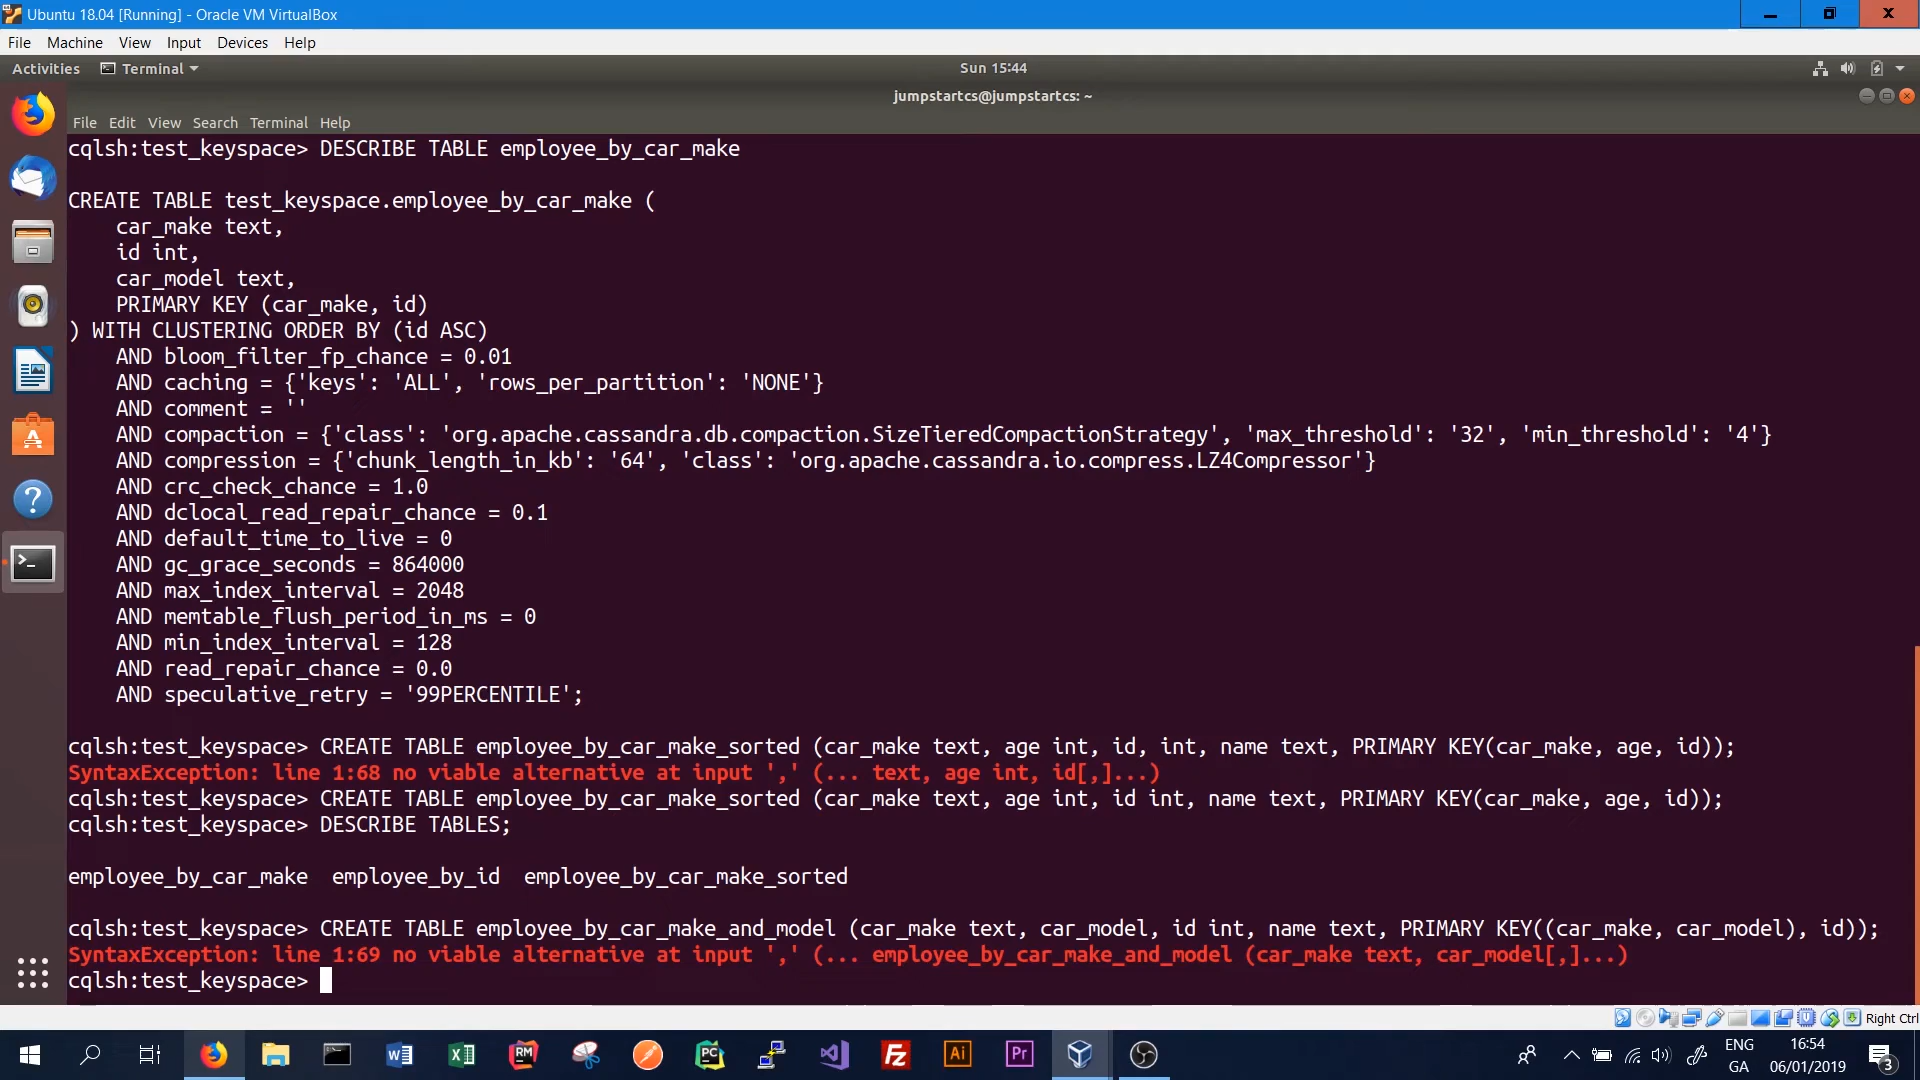 Ubuntu 18.04 [Running] - Oracle VM VirtualBox
File Machine View Input Devices Help
Activities Terminal Sun 15:44
jumpstartcs@jumpstartcs: ~
File Edit View Search Terminal Help
cqlsh:test_keyspace> DESCRIBE TABLE employee_by_car_make
CREATE TABLE test_keyspace.employee_by_car_make (
    car_make text,
    id int,
    car_model text,
    PRIMARY KEY (car_make, id)
) WITH CLUSTERING ORDER BY (id ASC)
    AND bloom_filter_fp_chance = 0.01
    AND caching = {'keys': 'ALL', 'rows_per_partition': 'NONE'}
    AND comment = ''
    AND compaction = {'class': 'org.apache.cassandra.db.compaction.SizeTieredCompactionStrategy', 'max_threshold': '32', 'min_threshold': '4'}
    AND compression = {'chunk_length_in_kb': '64', 'class': 'org.apache.cassandra.io.compress.LZ4Compressor'}
    AND crc_check_chance = 1.0
    AND dclocal_read_repair_chance = 0.1
    AND default_time_to_live = 0
    AND gc_grace_seconds = 864000
    AND max_index_interval = 2048
    AND memtable_flush_period_in_ms = 0
    AND min_index_interval = 128
    AND read_repair_chance = 0.0
    AND speculative_retry = '99PERCENTILE';
cqlsh:test_keyspace> CREATE TABLE employee_by_car_make_sorted (car_make text, age int, id, int, name text, PRIMARY KEY(car_make, age, id));
SyntaxException: line 1:68 no viable alternative at input ',' (... text, age int, id[,]...)
cqlsh:test_keyspace> CREATE TABLE employee_by_car_make_sorted (car_make text, age int, id int, name text, PRIMARY KEY(car_make, age, id));
cqlsh:test_keyspace> DESCRIBE TABLES;
employee_by_car_make  employee_by_id  employee_by_car_make_sorted
cqlsh:test_keyspace> CREATE TABLE employee_by_car_make_and_model (car_make text, car_model, id int, name text, PRIMARY KEY((car_make, car_model), id));
SyntaxException: line 1:69 no viable alternative at input ',' (... employee_by_car_make_and_model (car_make text, car_model[,]...)
cqlsh:test_keyspace>
Right Ctrl
W X RM PC Fz Ai Pr
ENG 16:54
GA 06/01/2019 3